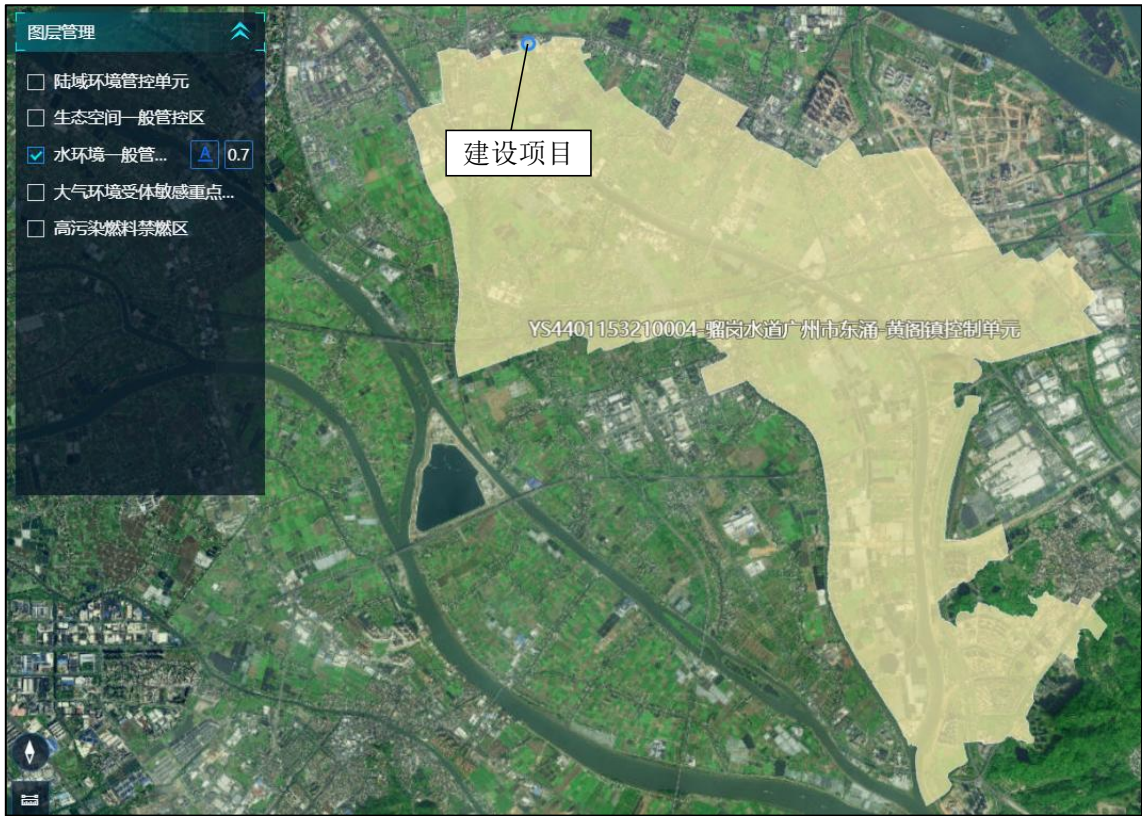 图层管理
陆域环境管控单元
生态空间一般管控区
水环境一般管... A 0.7
大气环境受体敏感重点...
高污染燃料禁燃区
建设项目
YS4401153210004-骝岗水道广州市东涌-黄阁镇控制单元